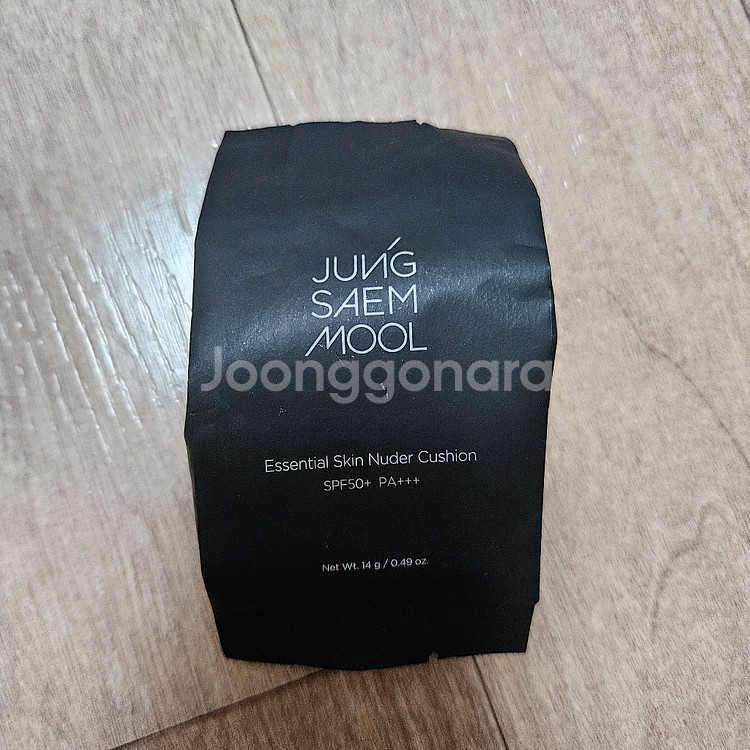 JUNG
SAEM
MOOL
Joonggonara
Essential Skin Nuder Cushion
SPF50+ PA+++
Net Wt. 14 g / 0.49 oz.